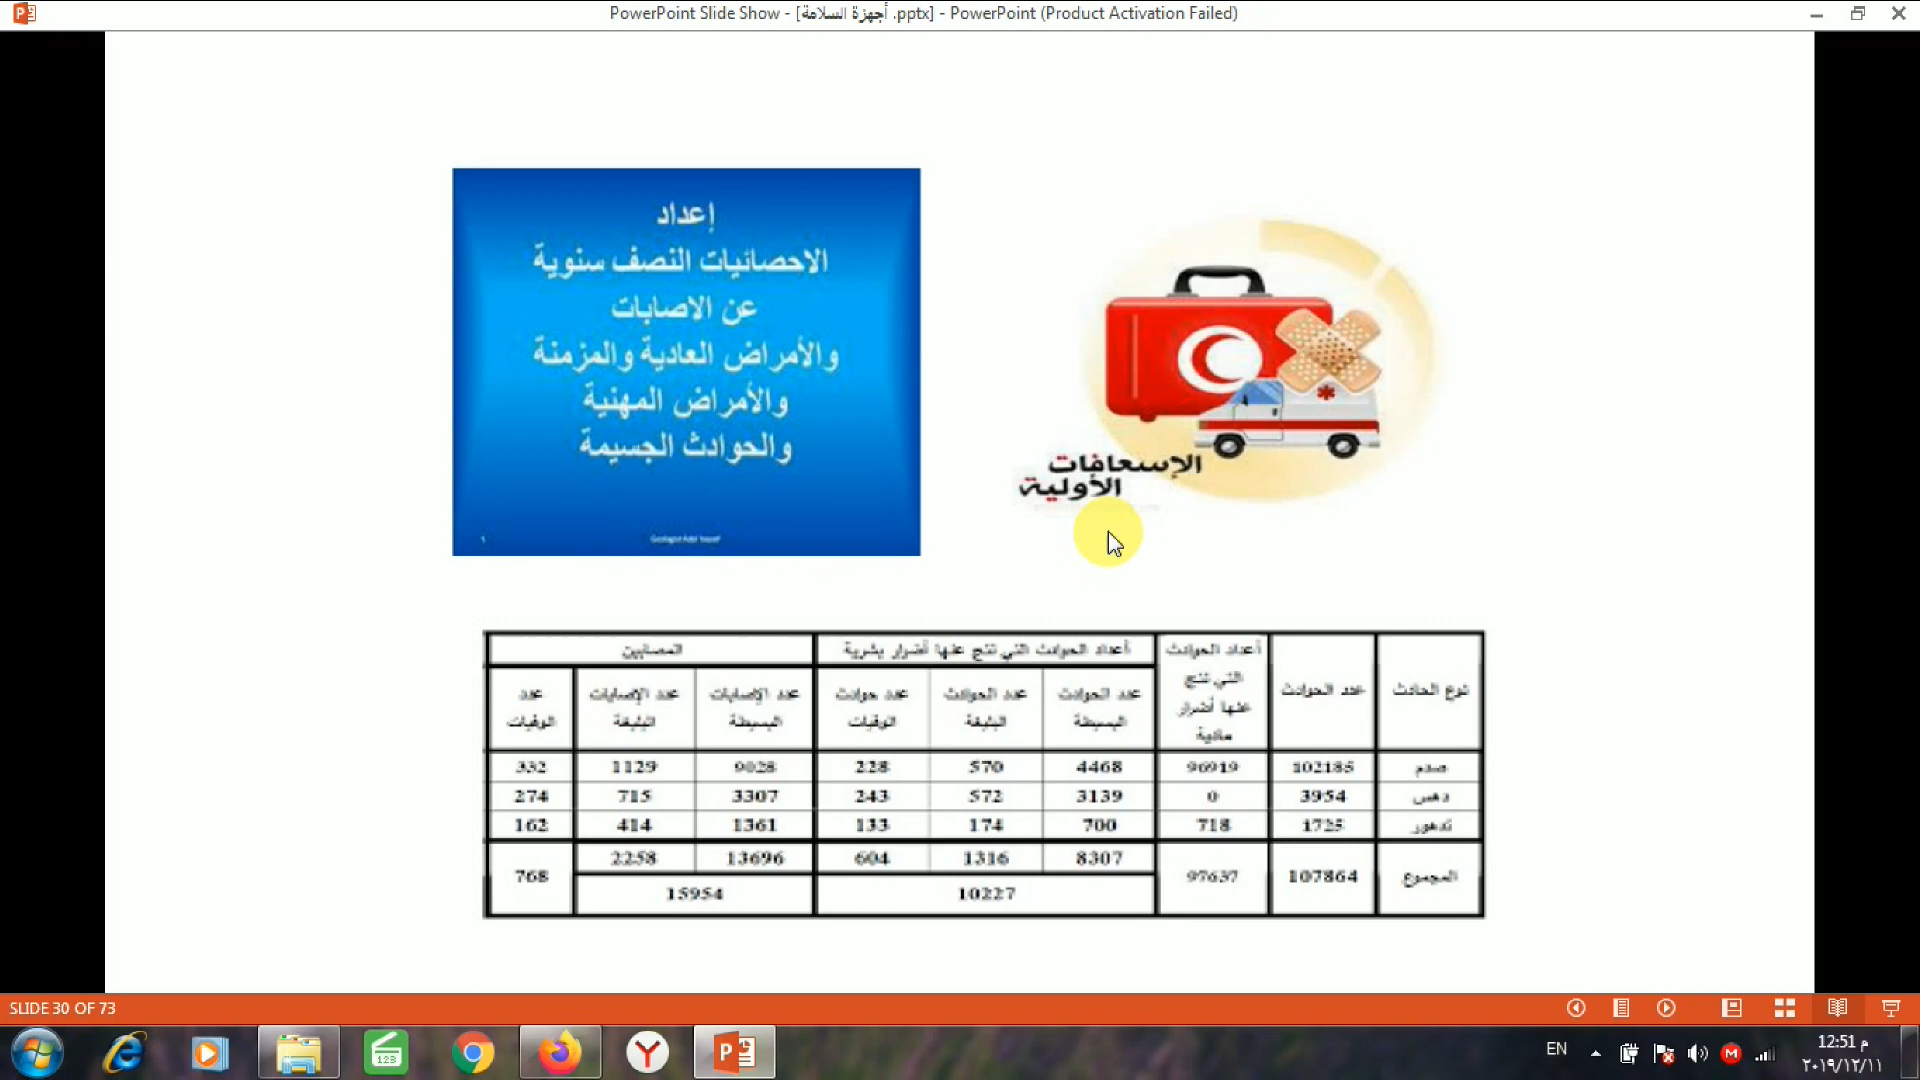 PowerPoint Slide Show - [أجهزة السلامة .pptx] - PowerPoint (Product Activation Failed)
إعداد
الاحصائيات النصف سنوية
عن الاصابات
والأمراض العادية والمزمنة
والأمراض المهنية
والحوادث الجسيمة
الإسعافات
الأولية
نوع الحادث
عدد الحوادث
أعداد الحوادث
التي نتج
عنها أضرار
مادية
أعداد الحوادث التي نتج عنها أضرار بشرية
المصابين
عدد الحوادث
البسيطة
عدد الحوادث
البليغة
عدد حوادث
الوفيات
عدد الإصابات
البسيطة
عدد الإصابات
البليغة
عدد
الوفيات
صدم 102185 96919 4468 570 228 9028 1129 332
دهس 3954 0 3139 572 243 3307 715 274
تدهور 1725 718 700 174 133 1361 414 162
المجموع 107864 97637 8307 1316 604 13696 2258 768
10227 15954
SLIDE 30 OF 73
123
EN
12:51 م
٢٠١٩/١٢/١١